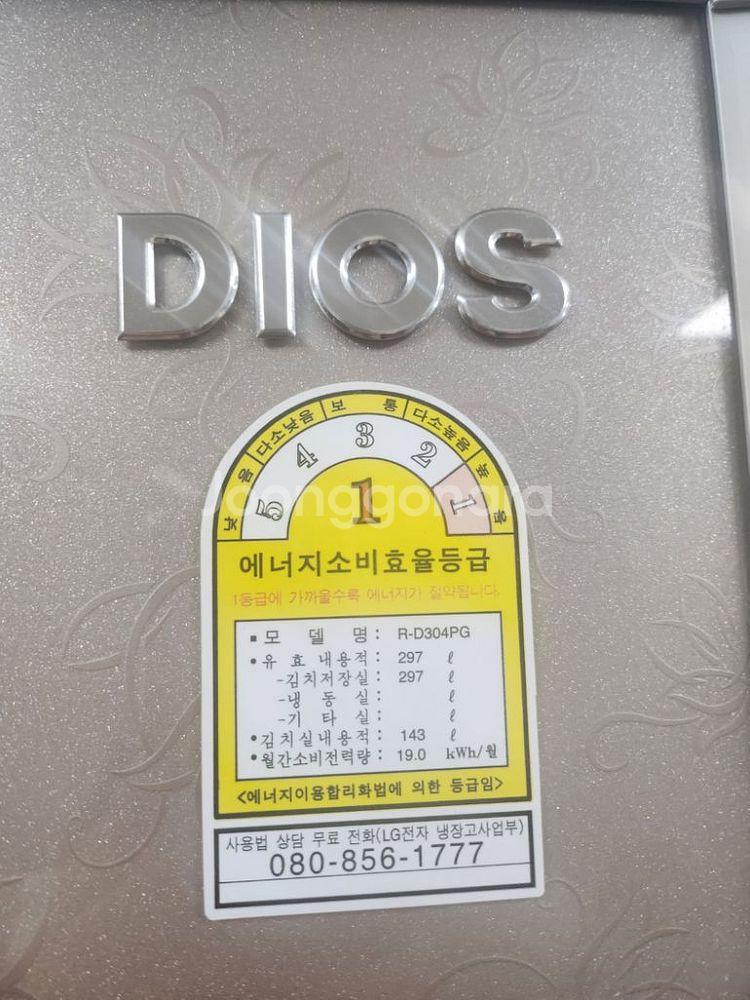 DIOS
낮음 다소낮음 보통 다소높음 높음
5 4 3 2 1
1
Joonggonara
에너지소비효율등급
1등급에 가까울수록 에너지가 절약됩니다.
▪ 모 델 명 : R-D304PG
• 유 효 내용적 : 297 ℓ
-김치저장실 : 297 ℓ
-냉 동 실 : ℓ
-기 타 실 : ℓ
• 김치실내용적 : 143 ℓ
• 월간소비전력량 : 19.0 kWh/월
<에너지이용합리화법에 의한 등급임>
사용법 상담 무료 전화(LG전자 냉장고사업부)
080-856-1777